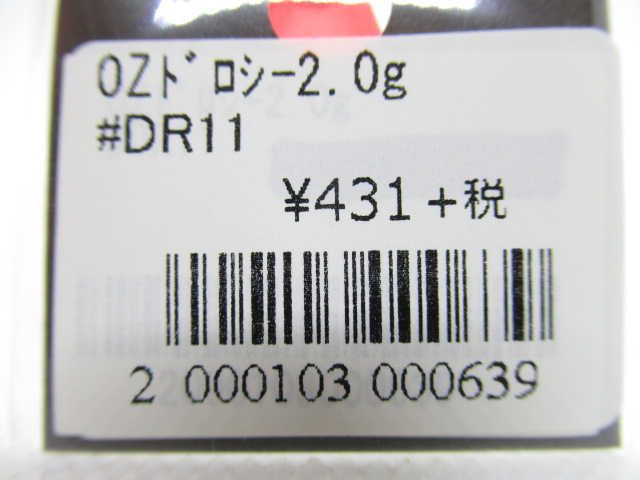 OZﾄﾞﾛｼｰ2.0g
#DR11
¥431+税
2 000103 000639